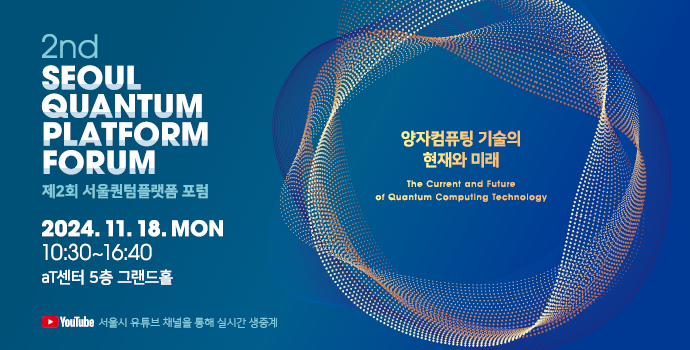 2nd
SEOUL
QUANTUM
PLATFORM
FORUM
제2회 서울퀀텀플랫폼 포럼
2024. 11. 18. MON
10:30~16:40
aT센터 5층 그랜드홀
YouTube 서울시 유튜브 채널을 통해 실시간 생중계
양자컴퓨팅 기술의
현재와 미래
The Current and Future
of Quantum Computing Technology